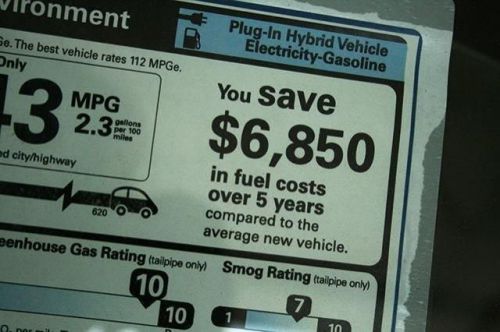 vironment
Plug-In Hybrid Vehicle
Electricity-Gasoline
The best vehicle rates 112 MPGe.
Only
43 MPG
2.3 gallons per 100 miles
city/highway
620
You save
$6,850
in fuel costs
over 5 years
compared to the
average new vehicle.
eenhouse Gas Rating (tailpipe only)
Smog Rating (tailpipe only)
10
10
1
7
10